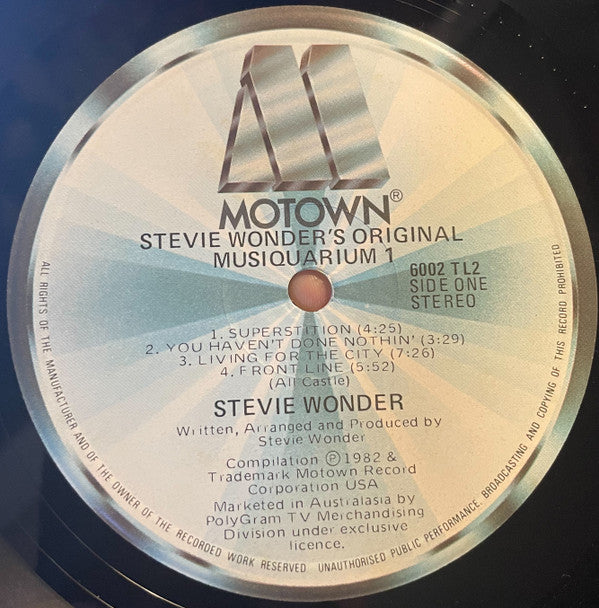 MOTOWN®
STEVIE WONDER'S ORIGINAL
MUSIQUARIUM 1
6002 TL2
SIDE ONE
STEREO
1. SUPERSTITION (4:25)
2. YOU HAVEN'T DONE NOTHIN' (3:29)
3. LIVING FOR THE CITY (7:26)
4. FRONT LINE (5:52)
(All Castle)
STEVIE WONDER
Written, Arranged and Produced by
Stevie Wonder
Compilation Ⓟ1982 &
Trademark Motown Record
Corporation USA
Marketed in Australasia by
PolyGram TV Merchandising
Division under exclusive
licence.
ALL RIGHTS OF THE MANUFACTURER AND OF THE OWNER OF THE RECORDED WORK RESERVED. UNAUTHORISED PUBLIC PERFORMANCE, BROADCASTING AND COPYING OF THIS RECORD PROHIBITED